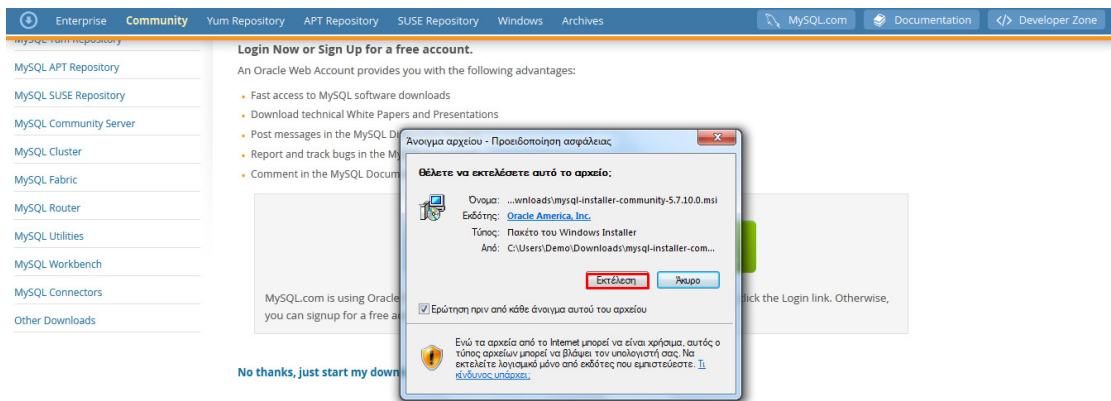 Enterprise Community Yum Repository APT Repository SUSE Repository Windows Archives MySQL.com Documentation </> Developer Zone
MySQL Yum Repository
MySQL APT Repository
MySQL SUSE Repository
MySQL Community Server
MySQL Cluster
MySQL Fabric
MySQL Router
MySQL Utilities
MySQL Workbench
MySQL Connectors
Other Downloads
Login Now or Sign Up for a free account.
An Oracle Web Account provides you with the following advantages:
• Fast access to MySQL software downloads
• Download technical White Papers and Presentations
• Post messages in the MySQL Di
• Report and track bugs in the My
• Comment in the MySQL Docum
MySQL.com is using Oracle
lick the Login link. Otherwise,
you can signup for a free a
No thanks, just start my down
Άνοιγμα αρχείου - Προειδοποίηση ασφάλειας
Θέλετε να εκτελέσετε αυτό το αρχείο;
Όνομα: ...wnloads\mysql-installer-community-5.7.10.0.msi
Εκδότης: Oracle America, Inc.
Τύπος: Πακέτο του Windows Installer
Από: C:\Users\Demo\Downloads\mysql-installer-com...
Εκτέλεση Άκυρο
Ερώτηση πριν από κάθε άνοιγμα αυτού του αρχείου
Ενώ τα αρχεία από το Internet μπορεί να είναι χρήσιμα, αυτός ο
τύπος αρχείων μπορεί να βλάψει τον υπολογιστή σας. Να
εκτελείτε λογισμικό μόνο από εκδότες που εμπιστεύεστε. Τι
κίνδυνος υπάρχει;